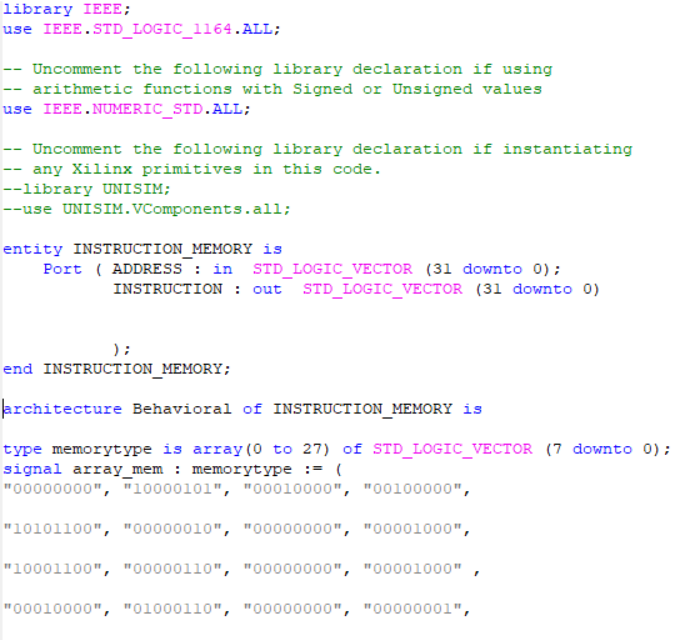 library IEEE;
use IEEE.STD_LOGIC_1164.ALL;
-- Uncomment the following library declaration if using
-- arithmetic functions with Signed or Unsigned values
use IEEE.NUMERIC_STD.ALL;
-- Uncomment the following library declaration if instantiating
-- any Xilinx primitives in this code.
--library UNISIM;
--use UNISIM.VComponents.all;
entity INSTRUCTION_MEMORY is
Port ( ADDRESS : in  STD_LOGIC_VECTOR (31 downto 0);
INSTRUCTION : out  STD_LOGIC_VECTOR (31 downto 0)
);
end INSTRUCTION_MEMORY;
architecture Behavioral of INSTRUCTION_MEMORY is
type memorytype is array(0 to 27) of STD_LOGIC_VECTOR (7 downto 0);
signal array_mem : memorytype := (
"00000000", "10000101", "00010000", "00100000",
"10101100", "00000010", "00000000", "00001000",
"10001100", "00000110", "00000000", "00001000" ,
"00010000", "01000110", "00000000", "00000001",